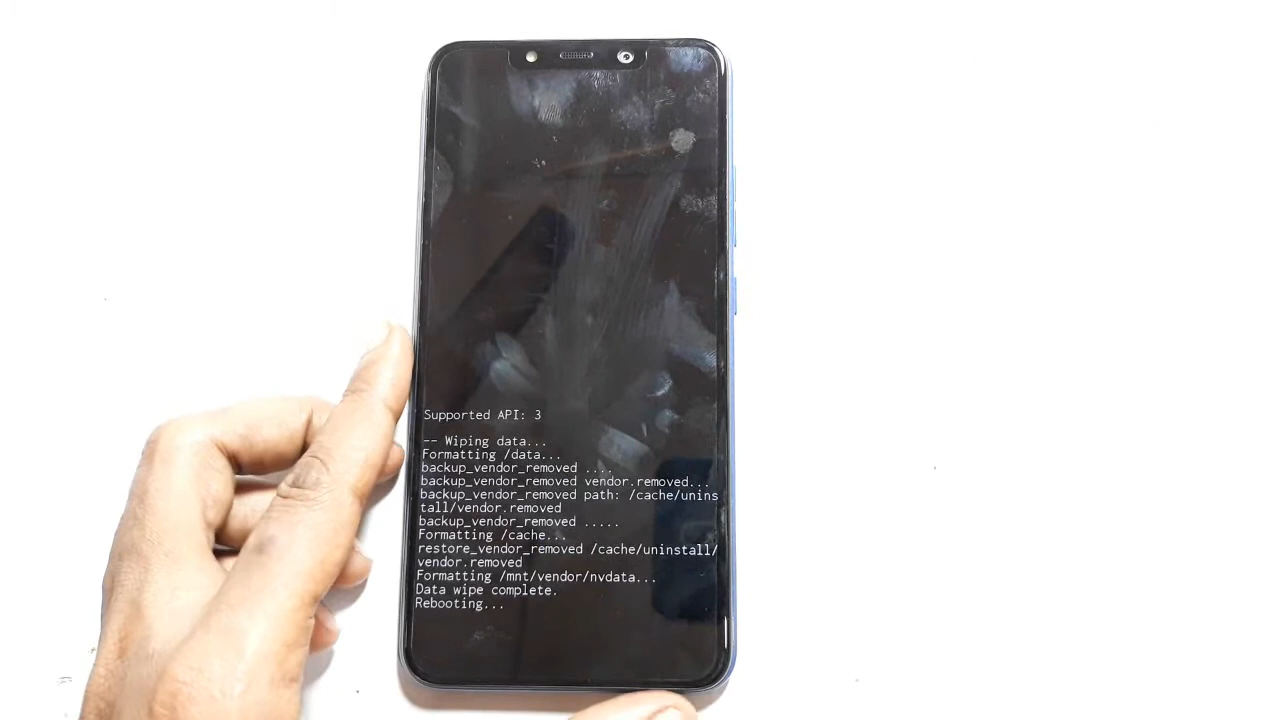 Supported API: 3
-- Wiping data...
Formatting /data...
backup_vendor_removed ....
backup_vendor_removed vendor.removed...
backup_vendor_removed path: /cache/unins
tall/vendor.removed
backup_vendor_removed .....
Formatting /cache...
restore_vendor_removed /cache/uninstall/
vendor.removed
Formatting /mnt/vendor/nvdata...
Data wipe complete.
Rebooting...